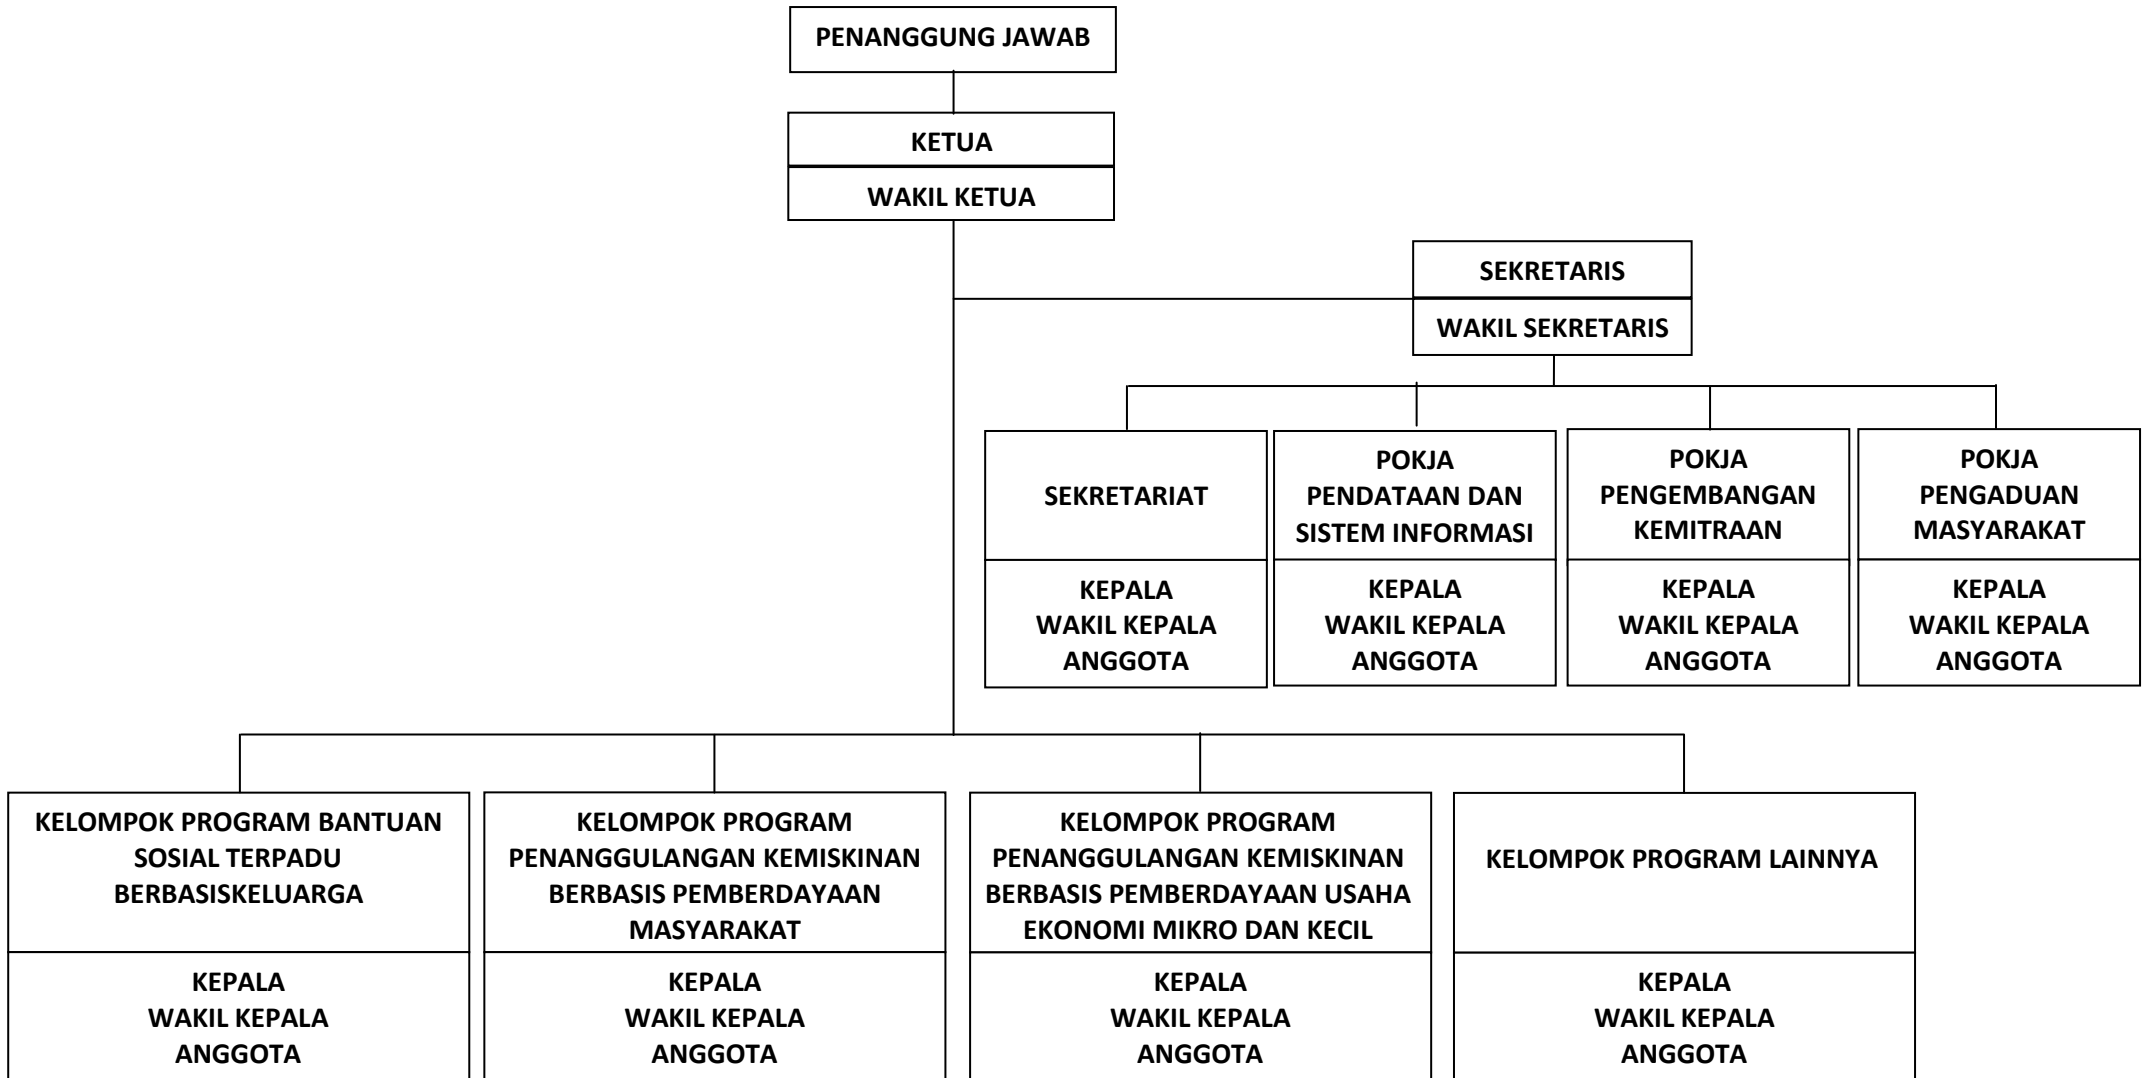 PENANGGUNG JAWAB
KETUA
WAKIL KETUA
SEKRETARIS
WAKIL SEKRETARIS
SEKRETARIAT
KEPALA
WAKIL KEPALA
ANGGOTA
POKJA
PENDATAAN DAN
SISTEM INFORMASI
KEPALA
WAKIL KEPALA
ANGGOTA
POKJA
PENGEMBANGAN
KEMITRAAN
KEPALA
WAKIL KEPALA
ANGGOTA
POKJA
PENGADUAN
MASYARAKAT
KEPALA
WAKIL KEPALA
ANGGOTA
KELOMPOK PROGRAM BANTUAN
SOSIAL TERPADU
BERBASISKELUARGA
KEPALA
WAKIL KEPALA
ANGGOTA
KELOMPOK PROGRAM
PENANGGULANGAN KEMISKINAN
BERBASIS PEMBERDAYAAN
MASYARAKAT
KEPALA
WAKIL KEPALA
ANGGOTA
KELOMPOK PROGRAM
PENANGGULANGAN KEMISKINAN
BERBASIS PEMBERDAYAAN USAHA
EKONOMI MIKRO DAN KECIL
KEPALA
WAKIL KEPALA
ANGGOTA
KELOMPOK PROGRAM LAINNYA
KEPALA
WAKIL KEPALA
ANGGOTA